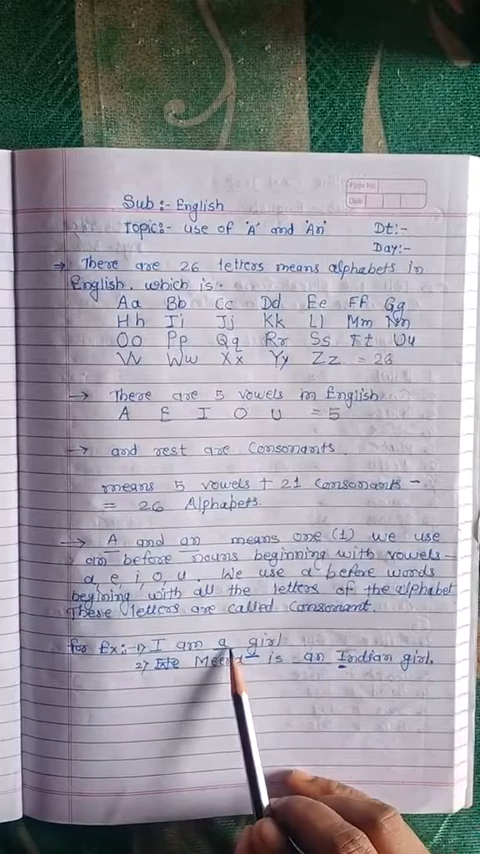 Page No.
Date
Sub:- English
Topic:- use of 'A' and 'An' Dt:-
Day:-
⇒ There are 26 letters means alphabets in
English. which is:-
Aa Bb Cc Dd Ee Ff Gg
Hh Ii Jj Kk Ll Mm Nn
Oo Pp Qq Rr Ss Tt Uu
Vv Ww Xx Yy Zz = 26
→ There are 5 vowels in English
A E I O U = 5
→ and rest are Consonants.
means 5 vowels + 21 Consonants -
= 26 Alphabets.
→ A and an means one (1) we use
an before nouns beginning with vowels -
a, e, i, o, u. We use a before words
begining with all the letters of the alphabet
These letters are called Consonant.
for Ex:- 1) I am a girl
2) Meena is an Indian girl.